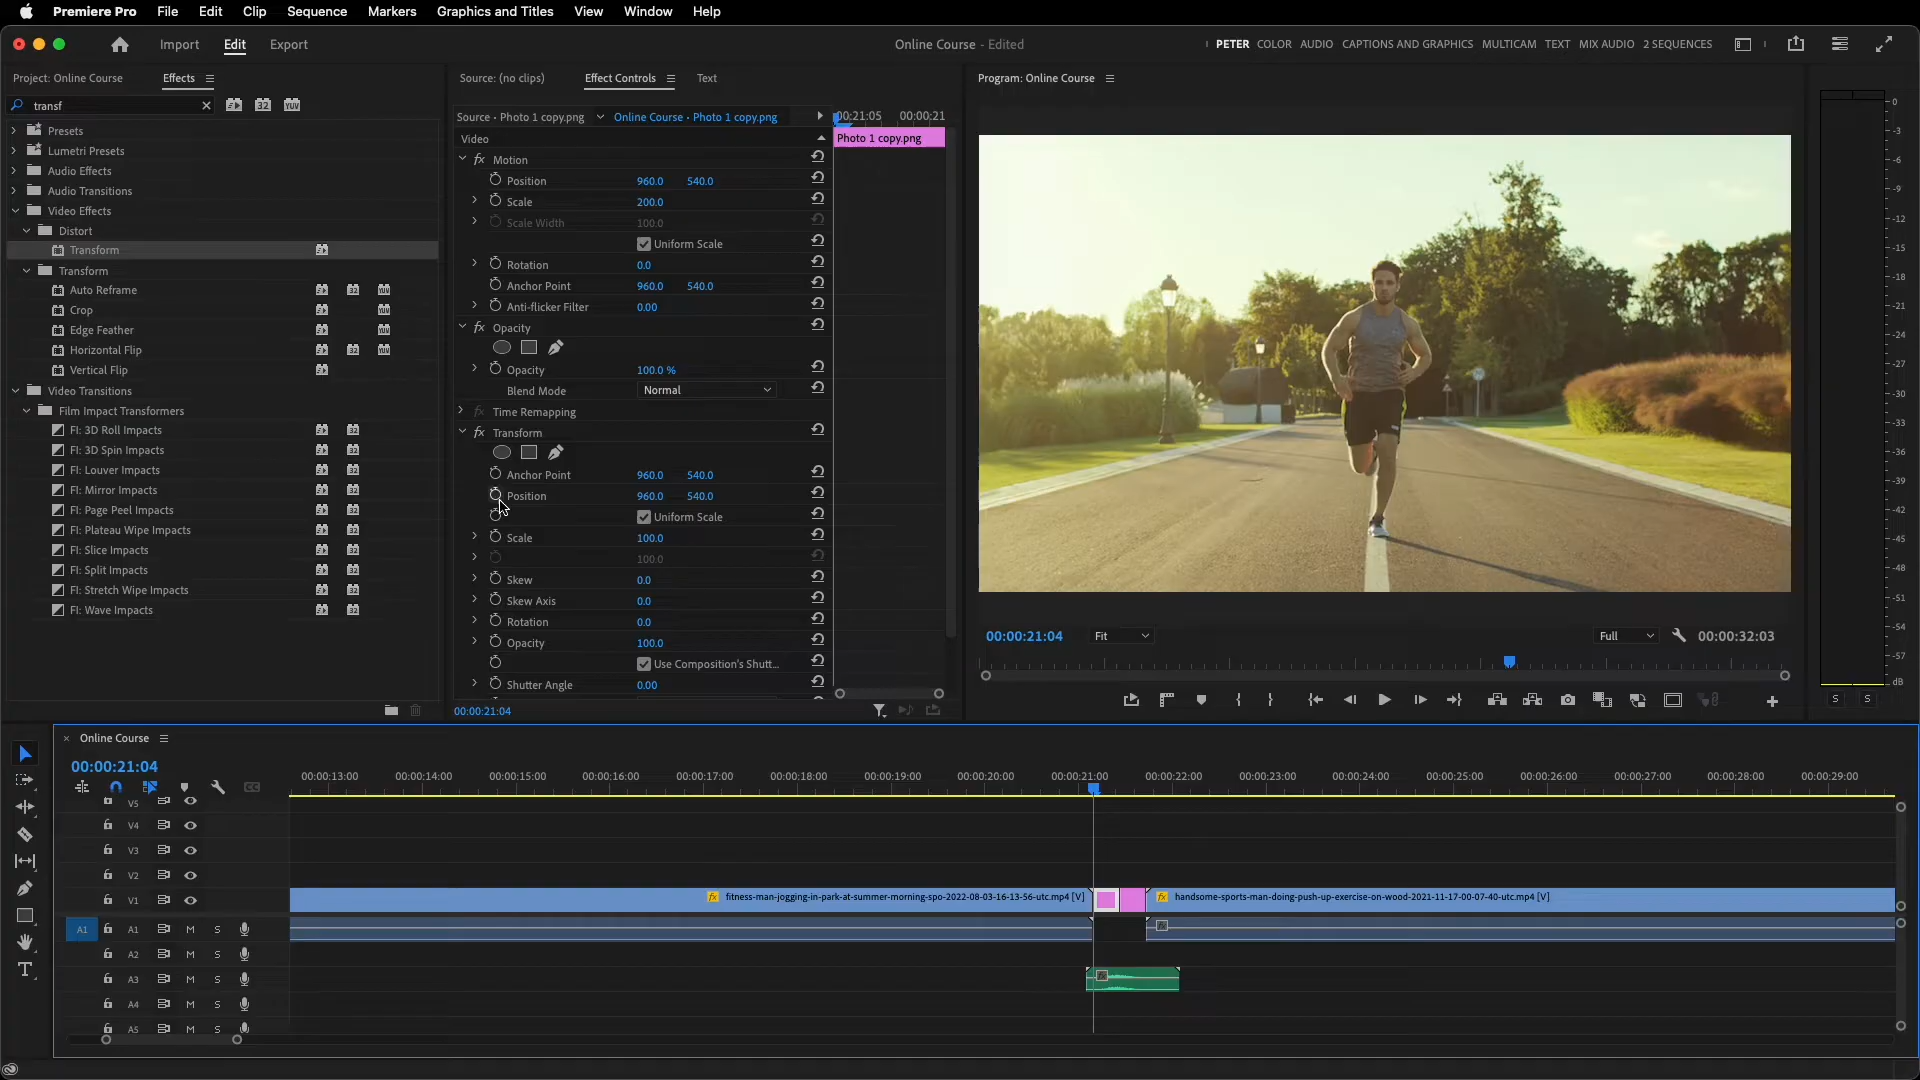 Premiere Pro File Edit Clip Sequence Markers Graphics and Titles View Window Help
Import Edit Export
Online Course - Edited
PETER COLOR AUDIO CAPTIONS AND GRAPHICS MULTICAM TEXT MIX AUDIO 2 SEQUENCES
Project: Online Course Effects
transf
32 YUV
Presets
Lumetri Presets
Audio Effects
Audio Transitions
Video Effects
Distort
Transform
Transform
Auto Reframe
Crop
Edge Feather
Horizontal Flip
Vertical Flip
Video Transitions
Film Impact Transformers
FI: 3D Roll Impacts
FI: 3D Spin Impacts
FI: Louver Impacts
FI: Mirror Impacts
FI: Page Peel Impacts
FI: Plateau Wipe Impacts
FI: Slice Impacts
FI: Split Impacts
FI: Stretch Wipe Impacts
FI: Wave Impacts
Source: (no clips) Effect Controls Text
Source • Photo 1 copy.png Online Course • Photo 1 copy.png
00:21:05 00:00:21
Video
Photo 1 copy.png
fx Motion
Position 960.0 540.0
Scale 200.0
Scale Width 100.0
Uniform Scale
Rotation 0.0
Anchor Point 960.0 540.0
Anti-flicker Filter 0.00
fx Opacity
Opacity 100.0 %
Blend Mode Normal
fx Time Remapping
fx Transform
Anchor Point 960.0 540.0
Position 960.0 540.0
Uniform Scale
Scale 100.0
100.0
Skew 0.0
Skew Axis 0.0
Rotation 0.0
Opacity 100.0
Use Composition's Shutt...
Shutter Angle 0.00
00:00:21:04
Program: Online Course
00:00:21:04 Fit Full 00:00:32:03
0
-3
-6
-9
-12
-15
-18
-21
-24
-27
-30
-33
-36
-39
-42
-45
-48
-51
-54
-57
dB
S S
Online Course
00:00:21:04
00:00:13:00 00:00:14:00 00:00:15:00 00:00:16:00 00:00:17:00 00:00:18:00 00:00:19:00 00:00:20:00 00:00:21:00 00:00:22:00 00:00:23:00 00:00:24:00 00:00:25:00 00:00:26:00 00:00:27:00 00:00:28:00 00:00:29:00
CC
V5
V4
V3
V2
V1
fx fitness-man-jogging-in-park-at-summer-morning-spo-2022-08-03-16-13-56-utc.mp4 [V]
fx handsome-sports-man-doing-push-up-exercise-on-wood-2021-11-17-00-07-40-utc.mp4 [V]
A1 A1 M S
A2 M S
A3 M S
A4 M S
A5 M S